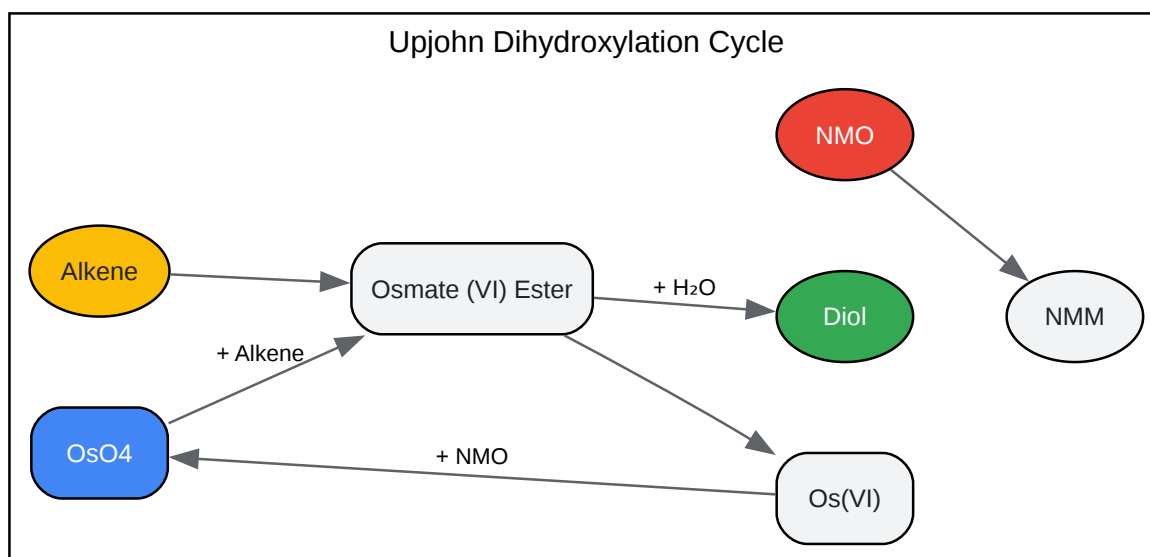 Upjohn Dihydroxylation Cycle
NMO
Alkene
Osmate (VI) Ester
+ H₂O
Diol
NMM
+ Alkene
OsO4
+ NMO
Os(VI)